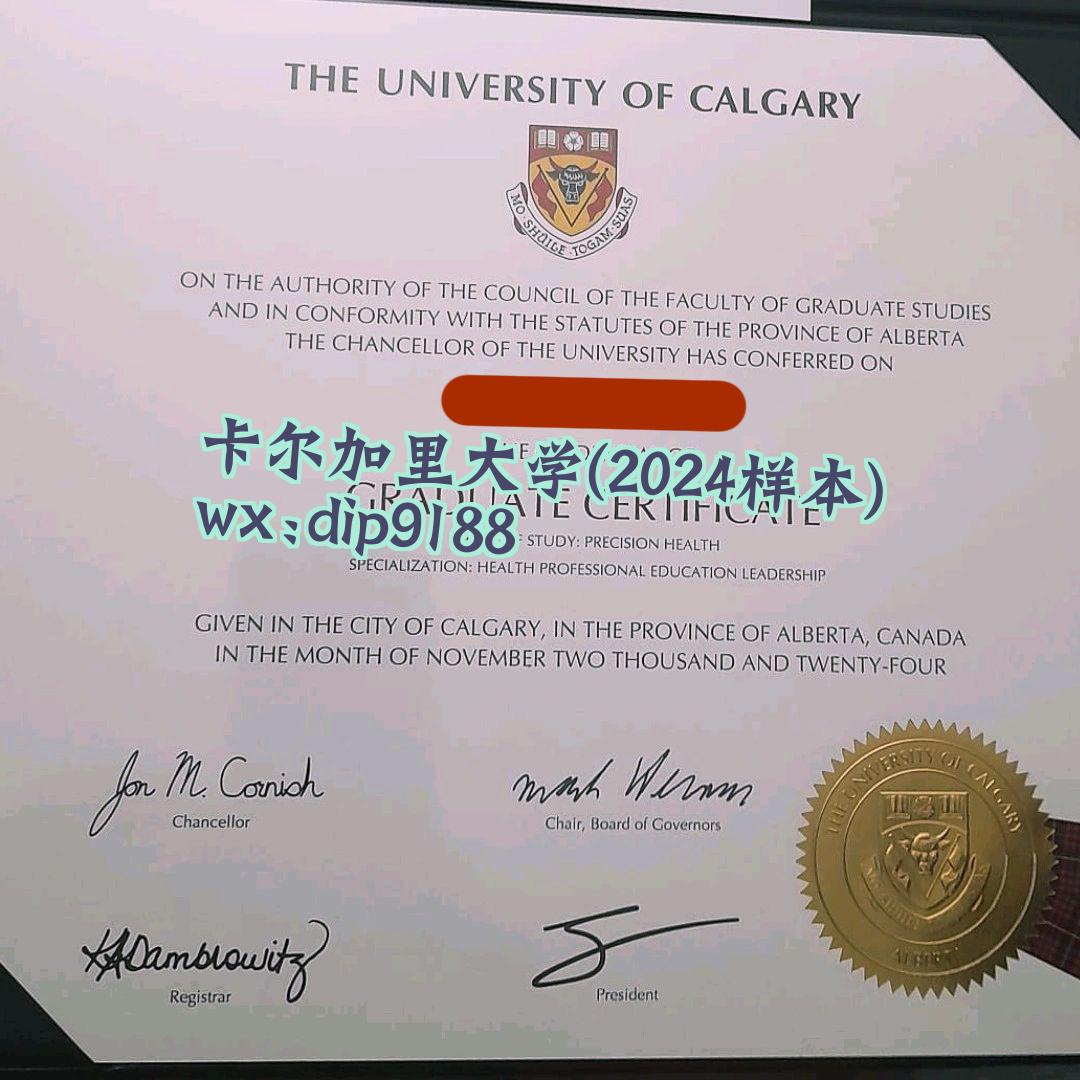 THE UNIVERSITY OF CALGARY
MO·SHÙILE·TOGAM·SUAS
ON THE AUTHORITY OF THE COUNCIL OF THE FACULTY OF GRADUATE STUDIES
AND IN CONFORMITY WITH THE STATUTES OF THE PROVINCE OF ALBERTA
THE CHANCELLOR OF THE UNIVERSITY HAS CONFERRED ON
卡尔加里大学(2024样本)
GRADUATE CERTIFICATE
wx:dip9188
STUDY: PRECISION HEALTH
SPECIALIZATION: HEALTH PROFESSIONAL EDUCATION LEADERSHIP
GIVEN IN THE CITY OF CALGARY, IN THE PROVINCE OF ALBERTA, CANADA
IN THE MONTH OF NOVEMBER TWO THOUSAND AND TWENTY-FOUR
Jon M. Cornish
Chancellor
Chair, Board of Governors
THE UNIVERSITY OF CALGARY
ALBERTA
KADambrowitz
Registrar
President